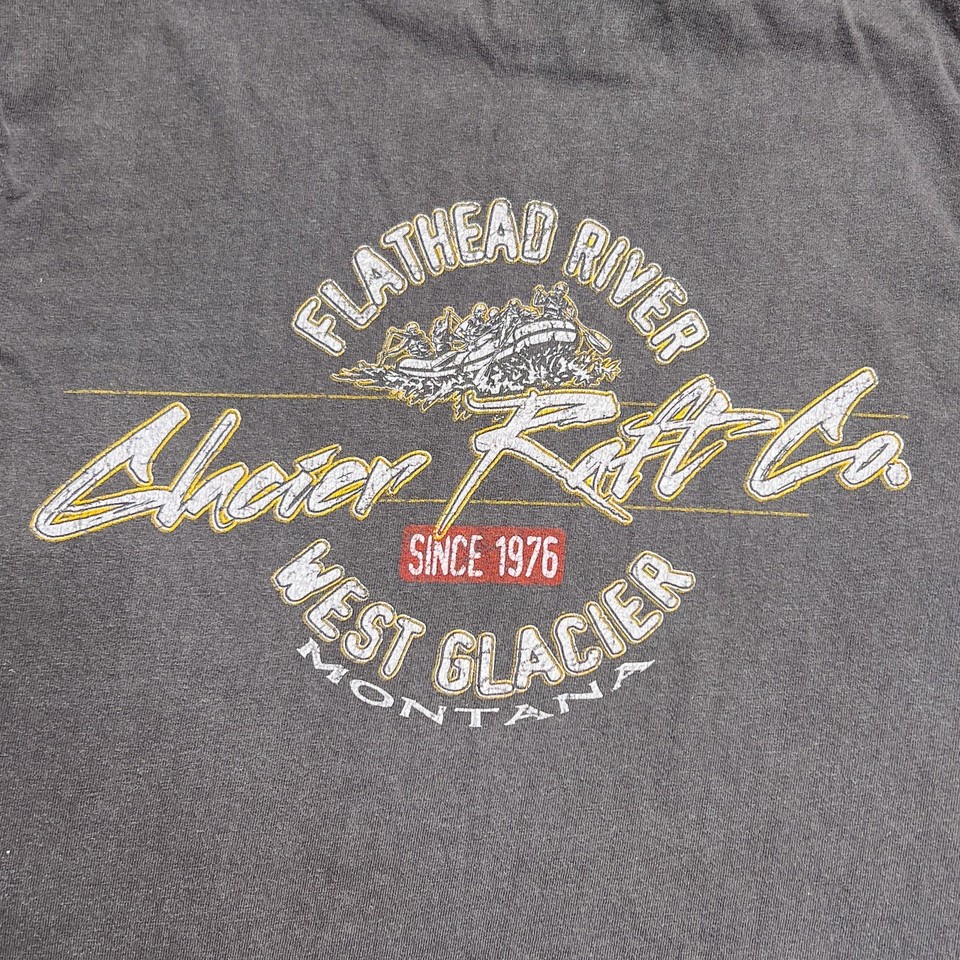 FLATHEAD RIVER
Glacier Raft Co.
SINCE 1976
WEST GLACIER
MONTANA